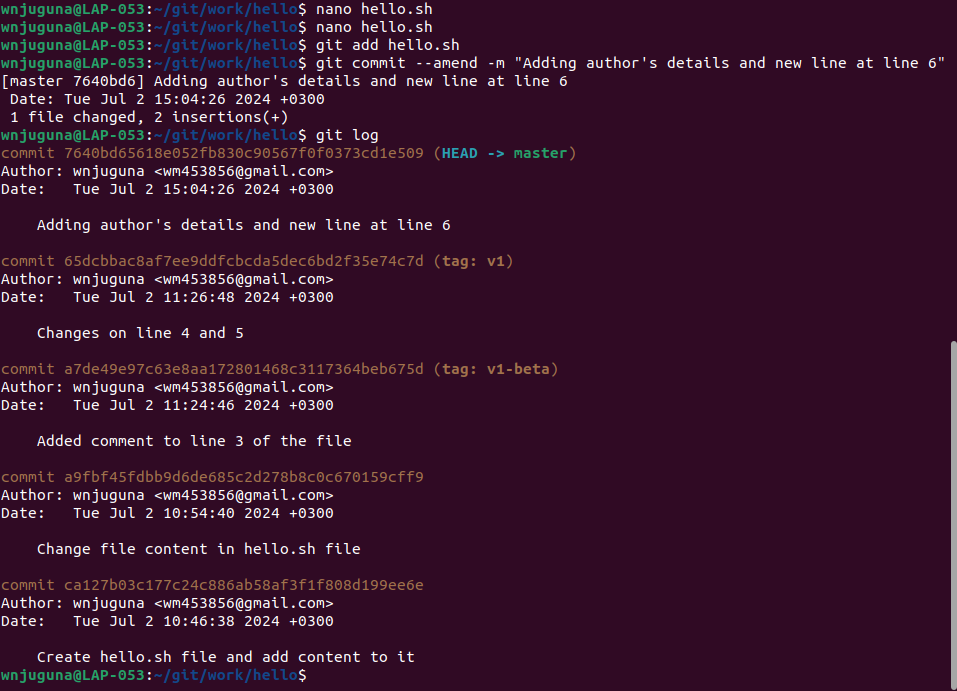 wnjuguna@LAP-053:~/git/work/hello$ nano hello.sh
wnjuguna@LAP-053:~/git/work/hello$ nano hello.sh
wnjuguna@LAP-053:~/git/work/hello$ git add hello.sh
wnjuguna@LAP-053:~/git/work/hello$ git commit --amend -m "Adding author's details and new line at line 6"
[master 7640bd6] Adding author's details and new line at line 6
 Date: Tue Jul 2 15:04:26 2024 +0300
 1 file changed, 2 insertions(+)
wnjuguna@LAP-053:~/git/work/hello$ git log
commit 7640bd65618e052fb830c90567f0f0373cd1e509 (HEAD -> master)
Author: wnjuguna <wm453856@gmail.com>
Date:   Tue Jul 2 15:04:26 2024 +0300

    Adding author's details and new line at line 6

commit 65dcbbac8af7ee9ddfcbcda5dec6bd2f35e74c7d (tag: v1)
Author: wnjuguna <wm453856@gmail.com>
Date:   Tue Jul 2 11:26:48 2024 +0300

    Changes on line 4 and 5

commit a7de49e97c63e8aa172801468c3117364beb675d (tag: v1-beta)
Author: wnjuguna <wm453856@gmail.com>
Date:   Tue Jul 2 11:24:46 2024 +0300

    Added comment to line 3 of the file

commit a9fbf45fdbb9d6de685c2d278b8c0c670159cff9
Author: wnjuguna <wm453856@gmail.com>
Date:   Tue Jul 2 10:54:40 2024 +0300

    Change file content in hello.sh file

commit ca127b03c177c24c886ab58af3f1f808d199ee6e
Author: wnjuguna <wm453856@gmail.com>
Date:   Tue Jul 2 10:46:38 2024 +0300

    Create hello.sh file and add content to it
wnjuguna@LAP-053:~/git/work/hello$